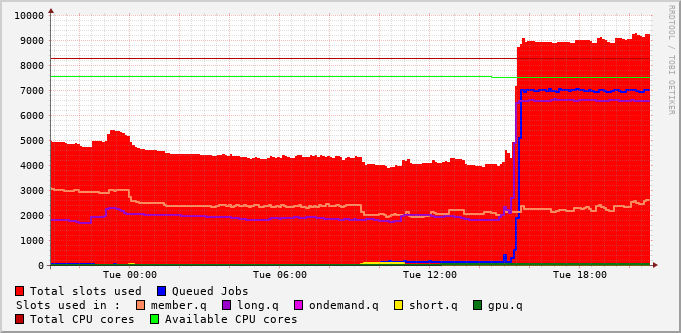 RRDTOOL / TOBI OETIKER
10000
9000
8000
7000
6000
5000
4000
3000
2000
1000
0
Tue 00:00 Tue 06:00 Tue 12:00 Tue 18:00
Total slots used Queued Jobs
Slots used in : member.q long.q ondemand.q short.q gpu.q
Total CPU cores Available CPU cores